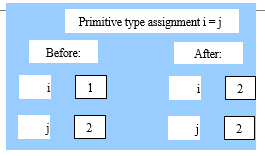 Primitive type assignment i = j
Before: After:
i 1 i 2
j 2 j 2